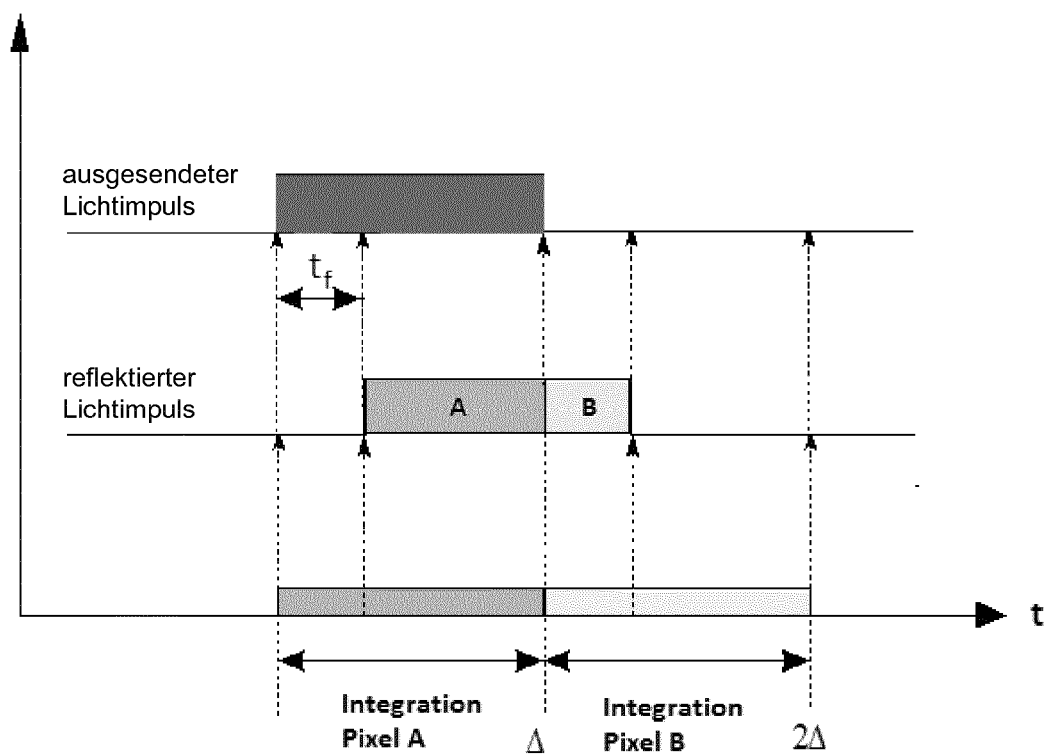 ausgesendeter
Lichtimpuls
t_f
reflektierter
Lichtimpuls
A
B
t
Integration
Pixel A
Δ
Integration
Pixel B
2Δ